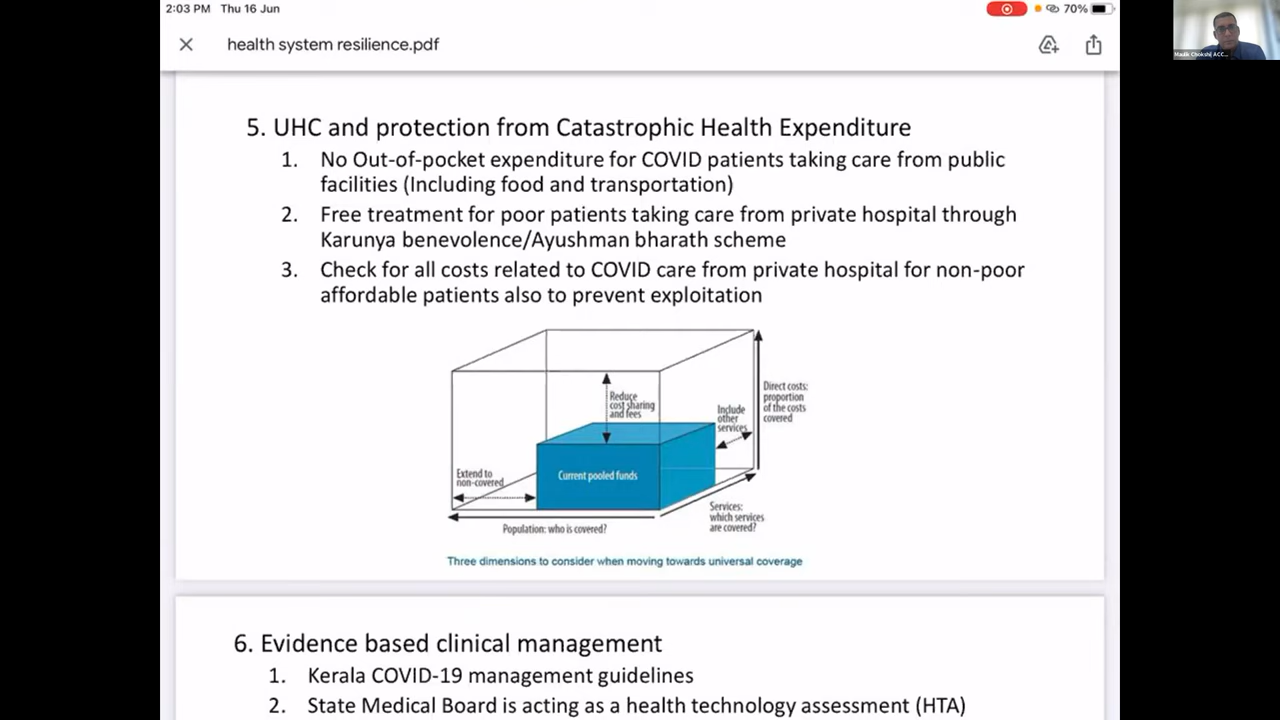 2:03 PM Thu 16 Jun
70%
health system resilience.pdf
5. UHC and protection from Catastrophic Health Expenditure
1. No Out-of-pocket expenditure for COVID patients taking care from public
facilities (Including food and transportation)
2. Free treatment for poor patients taking care from private hospital through
Karunya benevolence/Ayushman bharath scheme
3. Check for all costs related to COVID care from private hospital for non-poor
affordable patients also to prevent exploitation
Reduce
cost sharing
and fees
Include
other
services
Direct costs:
proportion
of the costs
covered
Extend to
non-covered
Current pooled funds
Population: who is covered?
Services:
which services
are covered?
Three dimensions to consider when moving towards universal coverage
6. Evidence based clinical management
1. Kerala COVID-19 management guidelines
2. State Medical Board is acting as a health technology assessment (HTA)
Maulik Chokshi| ACC...